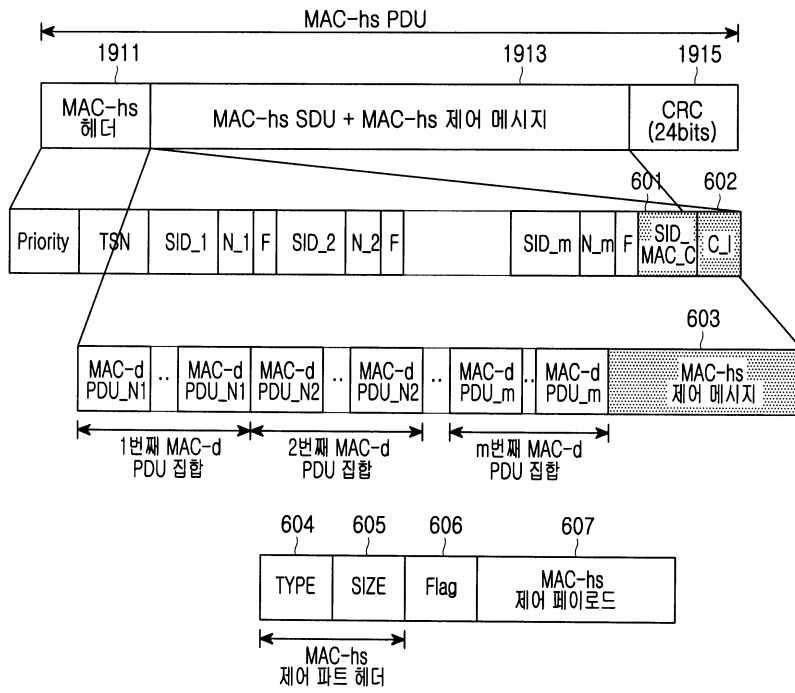 MAC-hs PDU
1911
1913
1915
MAC-hs
헤더
MAC-hs SDU + MAC-hs 제어 메시지
CRC
(24bits)
601
602
Priority
TSN
SID_1
N_1
F
SID_2
N_2
F
SID_m
N_m
F
SID_
MAC_C
C_I
603
MAC-d
PDU_N1
..
MAC-d
PDU_N1
MAC-d
PDU_N2
..
MAC-d
PDU_N2
..
MAC-d
PDU_m
..
MAC-d
PDU_m
MAC-hs
제어 메시지
1번째 MAC-d
PDU 집합
2번째 MAC-d
PDU 집합
m번째 MAC-d
PDU 집합
604
605
606
607
TYPE
SIZE
Flag
MAC-hs
제어 페이로드
MAC-hs
제어 파트 헤더